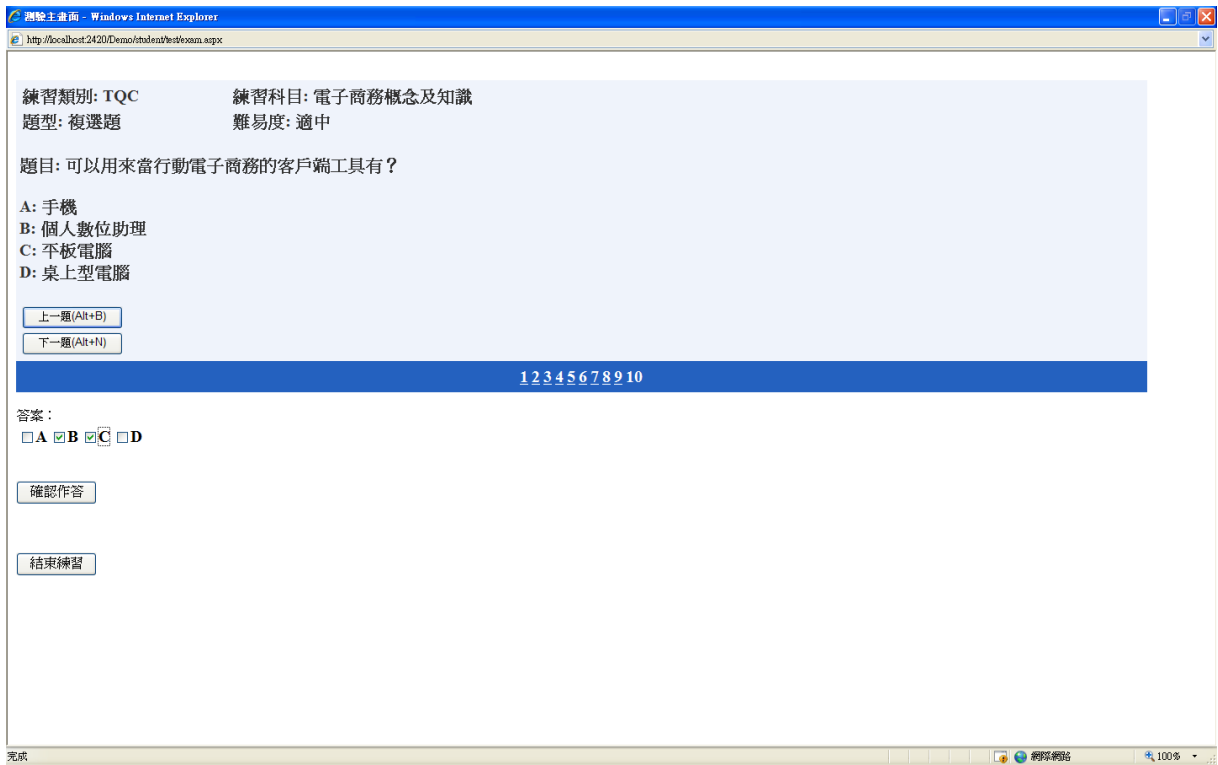 測驗主畫面 - Windows Internet Explorer
http://localhost:2420/Demo/student/test/exam.aspx
練習類別: TQC 練習科目: 電子商務概念及知識
題型: 複選題 難易度: 適中
題目: 可以用來當行動電子商務的客戶端工具有？
A: 手機
B: 個人數位助理
C: 平板電腦
D: 桌上型電腦
上一題(Alt+B)
下一題(Alt+N)
1 2 3 4 5 6 7 8 9 10
答案：
A B C D
確認作答
結束練習
完成 網際網路 100%